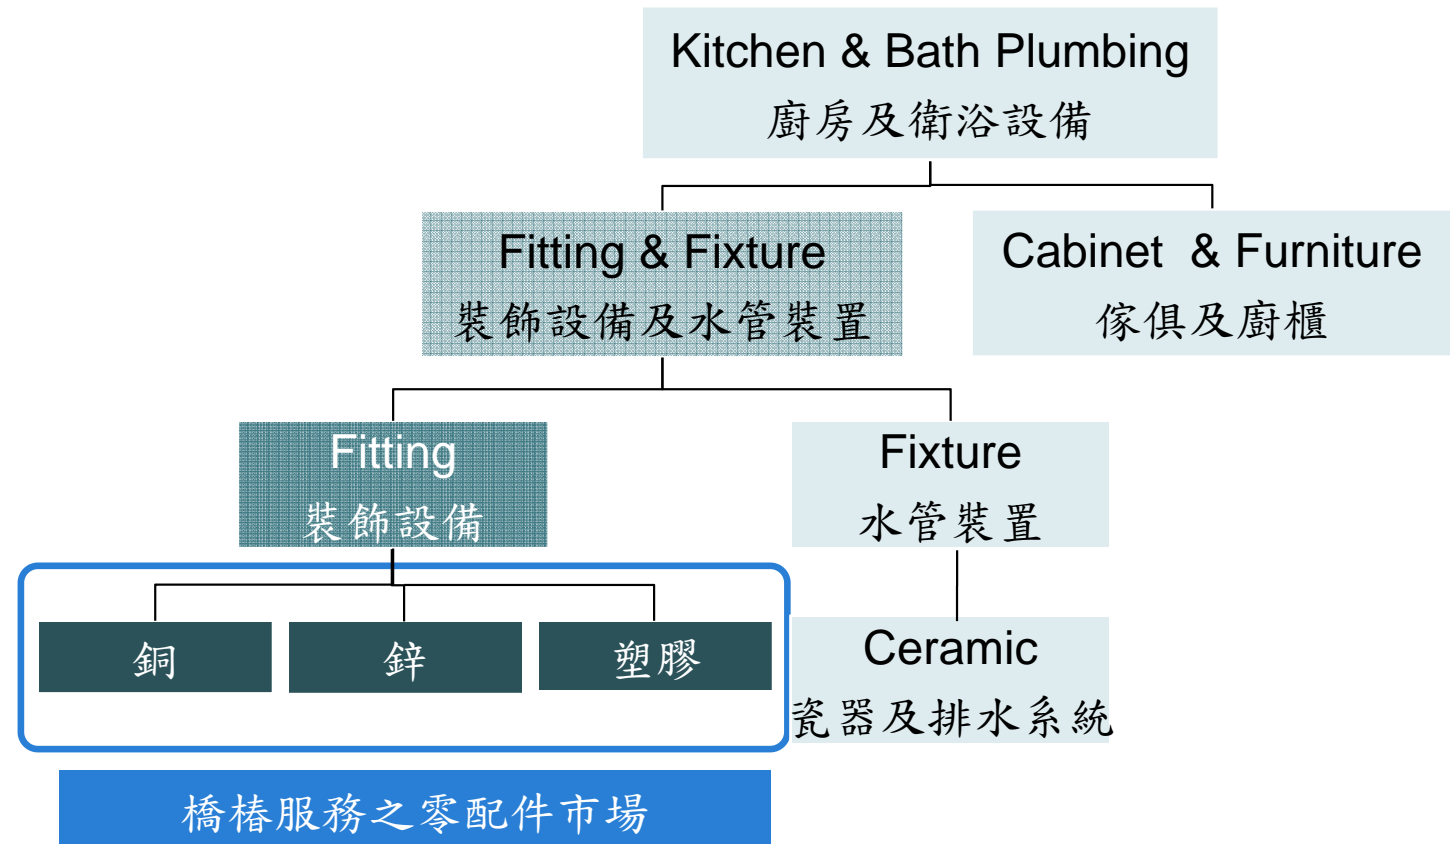 Kitchen & Bath Plumbing
廚房及衛浴設備
Fitting & Fixture
裝飾設備及水管裝置
Cabinet & Furniture
傢俱及廚櫃
Fitting
裝飾設備
Fixture
水管裝置
銅
鋅
塑膠
Ceramic
瓷器及排水系統
橋椿服務之零配件市場